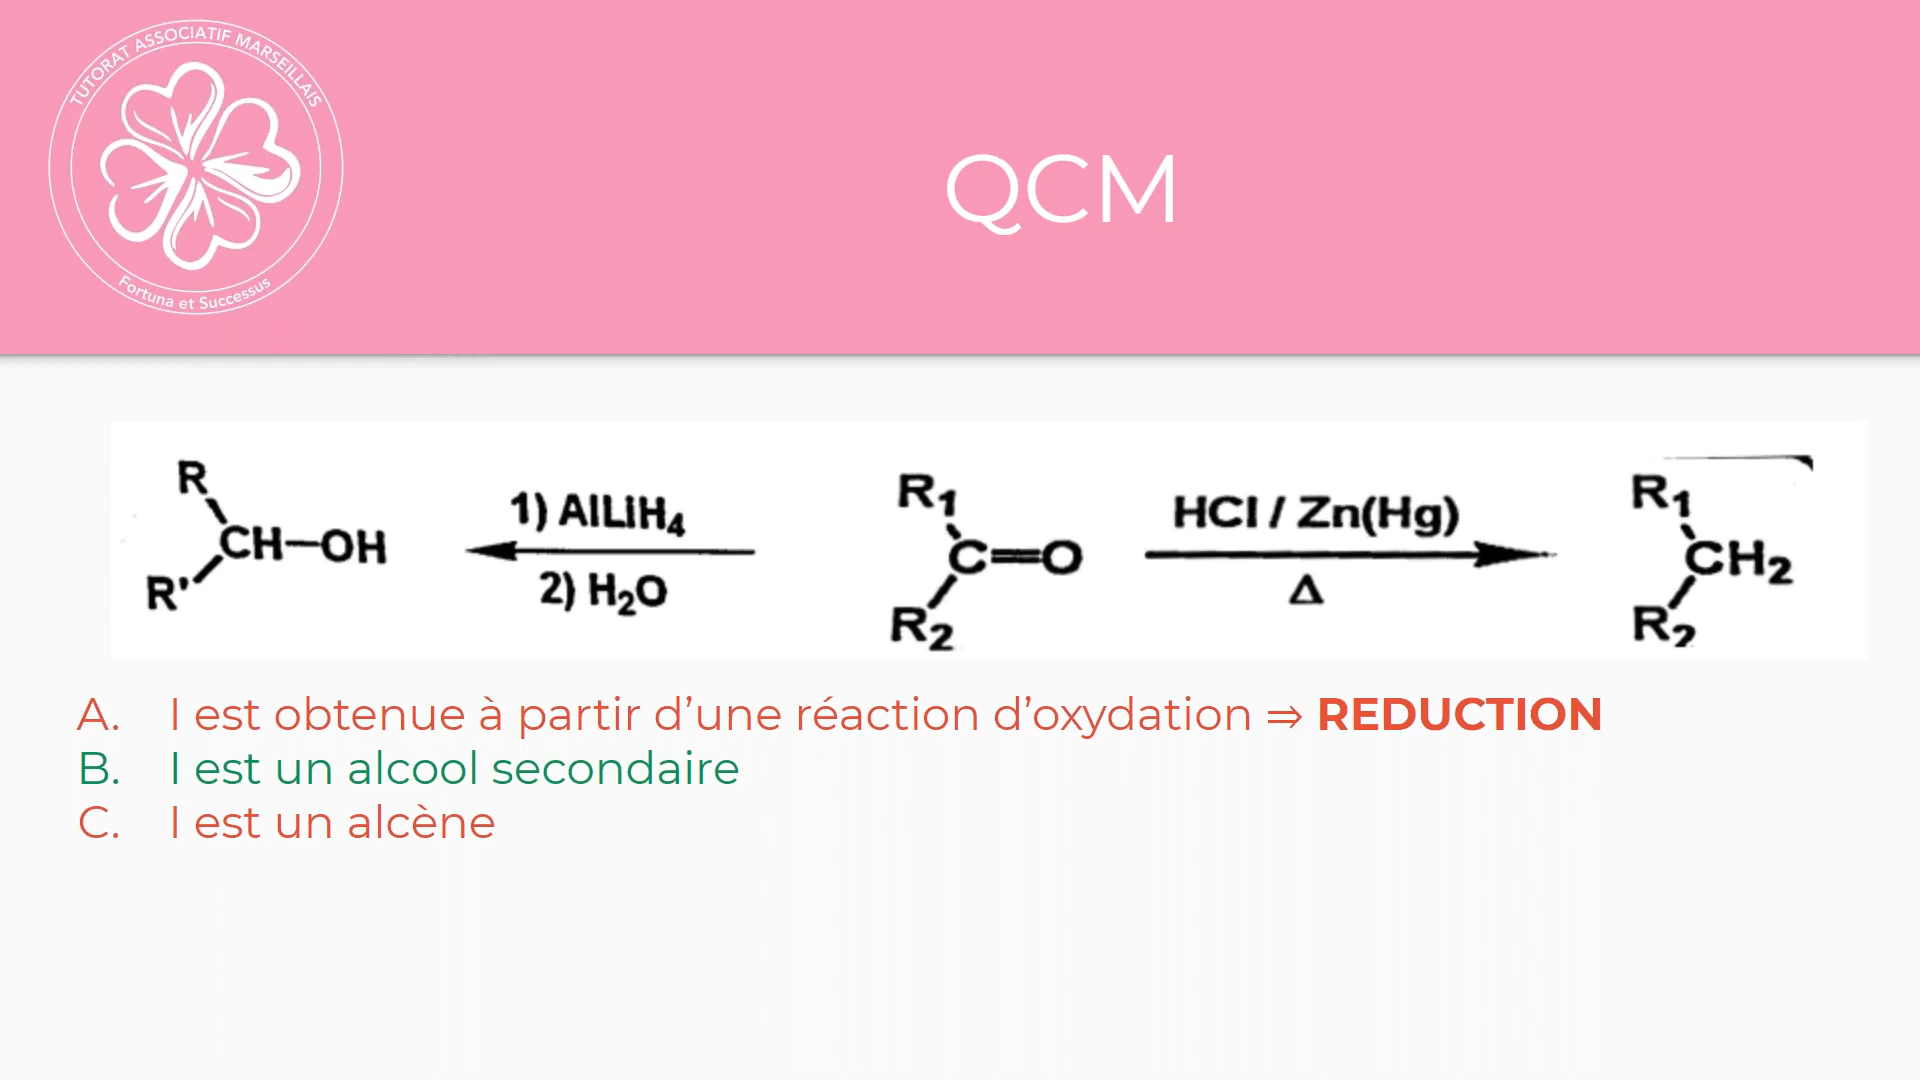 TUTORAT ASSOCIATIF MARSEILLAIS
Fortuna et Successus
QCM
R
R'
CH-OH
1) AlLiH4
2) H2O
R1
R2
C=O
HCl / Zn(Hg)
Δ
R1
R2
CH2
A. I est obtenue à partir d'une réaction d'oxydation ⇒ REDUCTION
B. I est un alcool secondaire
C. I est un alcène